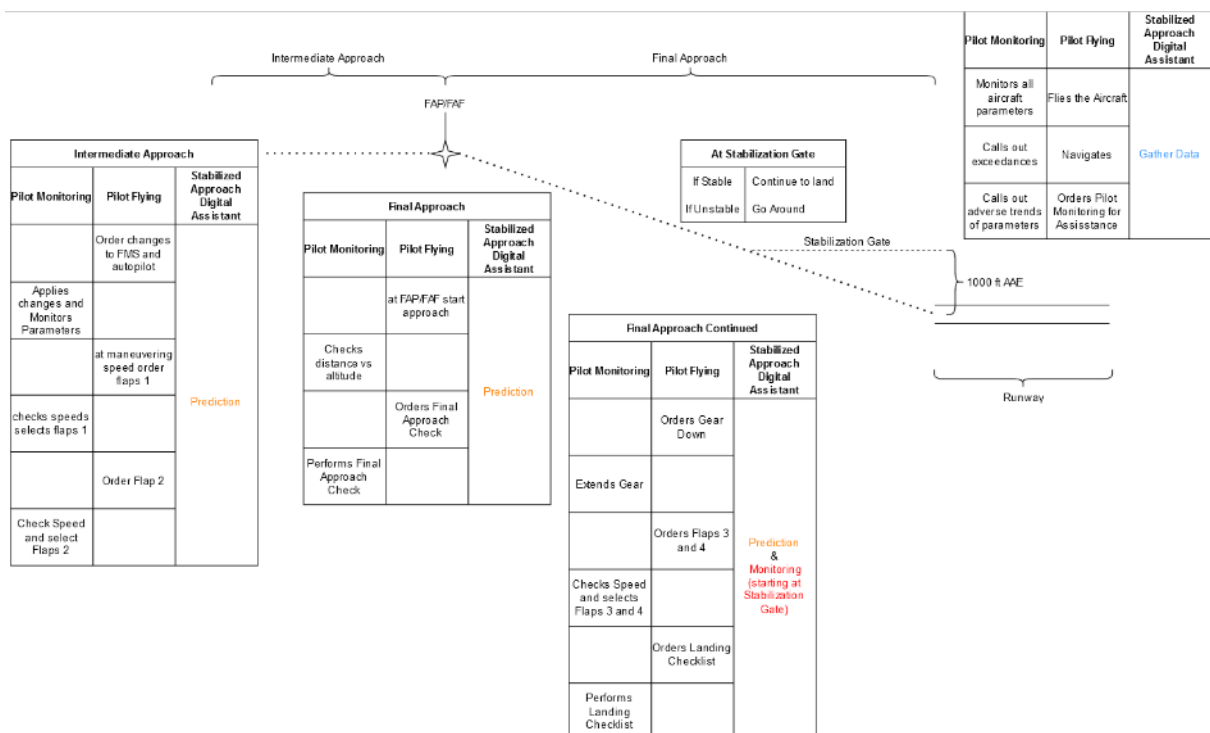 Intermediate Approach
Final Approach
FAP/FAF
Pilot Monitoring
Pilot Flying
Stabilized
Approach
Digital
Assistant
Monitors all
aircraft
parameters
Flies the Aircraft
Calls out
exceedances
Navigates
Gather Data
Calls out
adverse trends
of parameters
Orders Pilot
Monitoring for
Assisstance
Intermediate Approach
Pilot Monitoring
Pilot Flying
Stabilized
Approach
Digital
Assistant
Order changes
to FMS and
autopilot
Applies
changes and
Monitors
Parameters
at maneuvering
speed order
flaps 1
Prediction
checks speeds
selects flaps 1
Order Flap 2
Check Speed
and select
Flaps 2
Final Approach
Pilot Monitoring
Pilot Flying
Stabilized
Approach
Digital
Assistant
at FAP/FAF start
approach
Checks
distance vs
altitude
Prediction
Orders Final
Approach
Check
Performs Final
Approach
Check
At Stabilization Gate
If Stable
Continue to land
If Unstable
Go Around
Stabilization Gate
1000 ft AAE
Runway
Final Approach Continued
Pilot Monitoring
Pilot Flying
Stabilized
Approach
Digital
Assistant
Orders Gear
Down
Extends Gear
Orders Flaps 3
and 4
Prediction
&
Monitoring
(starting at
Stabilization
Gate)
Checks Speed
and selects
Flaps 3 and 4
Orders Landing
Checklist
Performs
Landing
Checklist